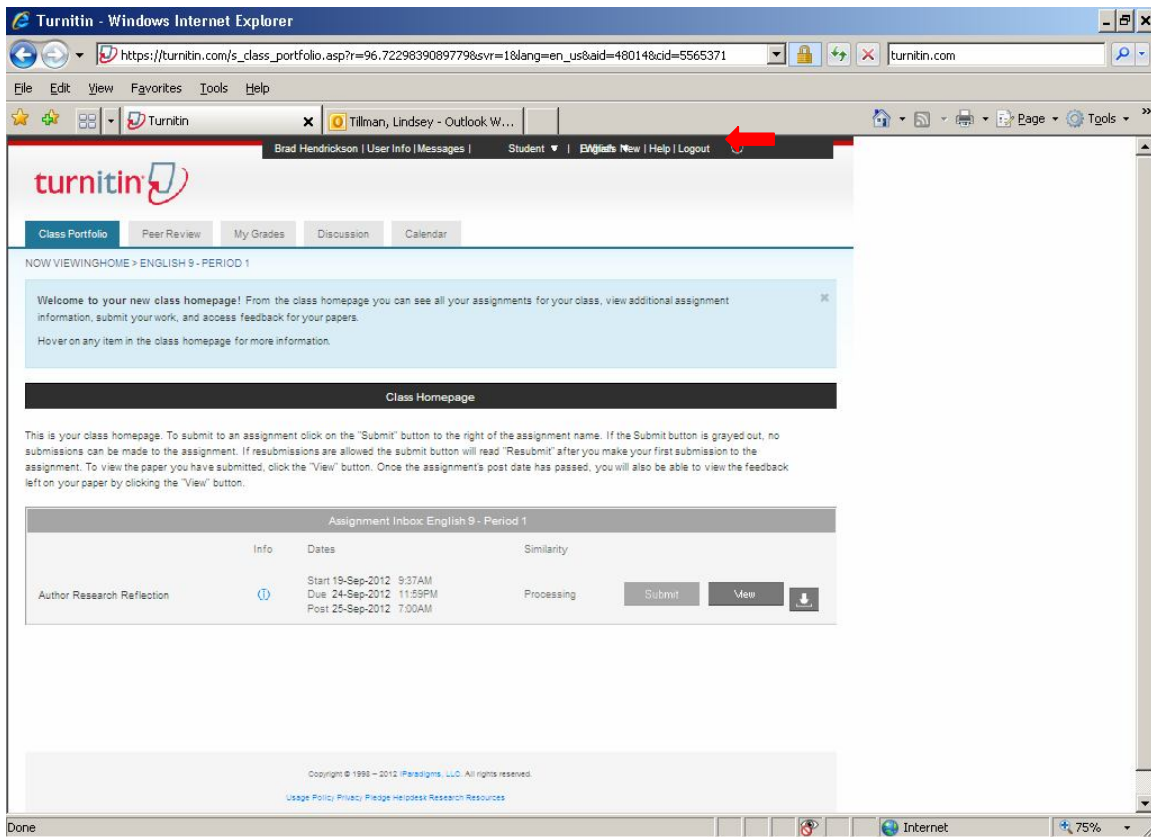 Turnitin - Windows Internet Explorer
https://turnitin.com/s_class_portfolio.asp?r=96.7229839089779&svr=1&lang=en_us&aid=48014&cid=5565371
turnitin.com
File Edit View Favorites Tools Help
Turnitin
Tillman, Lindsey - Outlook W...
Page Tools
Brad Hendrickson | User Info | Messages | Student | New | Help | Logout
turnitin
Class Portfolio Peer Review My Grades Discussion Calendar
NOW VIEWINGHOME > ENGLISH 9 - PERIOD 1
Welcome to your new class homepage! From the class homepage you can see all your assignments for your class, view additional assignment
information, submit your work, and access feedback for your papers.
Hover on any item in the class homepage for more information.
Class Homepage
This is your class homepage. To submit to an assignment click on the "Submit" button to the right of the assignment name. If the Submit button is grayed out, no
submissions can be made to the assignment. If resubmissions are allowed the submit button will read "Resubmit" after you make your first submission to the
assignment. To view the paper you have submitted, click the "View" button. Once the assignment's post date has passed, you will also be able to view the feedback
left on your paper by clicking the "View" button.
Assignment Inbox: English 9 - Period 1
Info Dates Similarity
Author Research Reflection
Start 19-Sep-2012 9:37AM
Due 24-Sep-2012 11:59PM
Post 25-Sep-2012 7:00AM
Processing
Submit
View
Copyright © 1998 – 2012 iParadigms, LLC. All rights reserved.
Usage Policy Privacy Pledge Helpdesk Research Resources
Done
Internet
75%